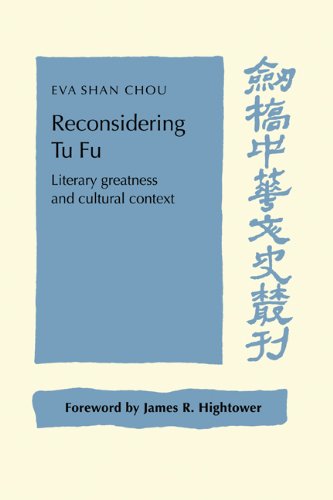 EVA SHAN CHOU
Reconsidering
Tu Fu
Literary greatness
and cultural context
劍橋中華文史叢刊
Foreword by James R. Hightower